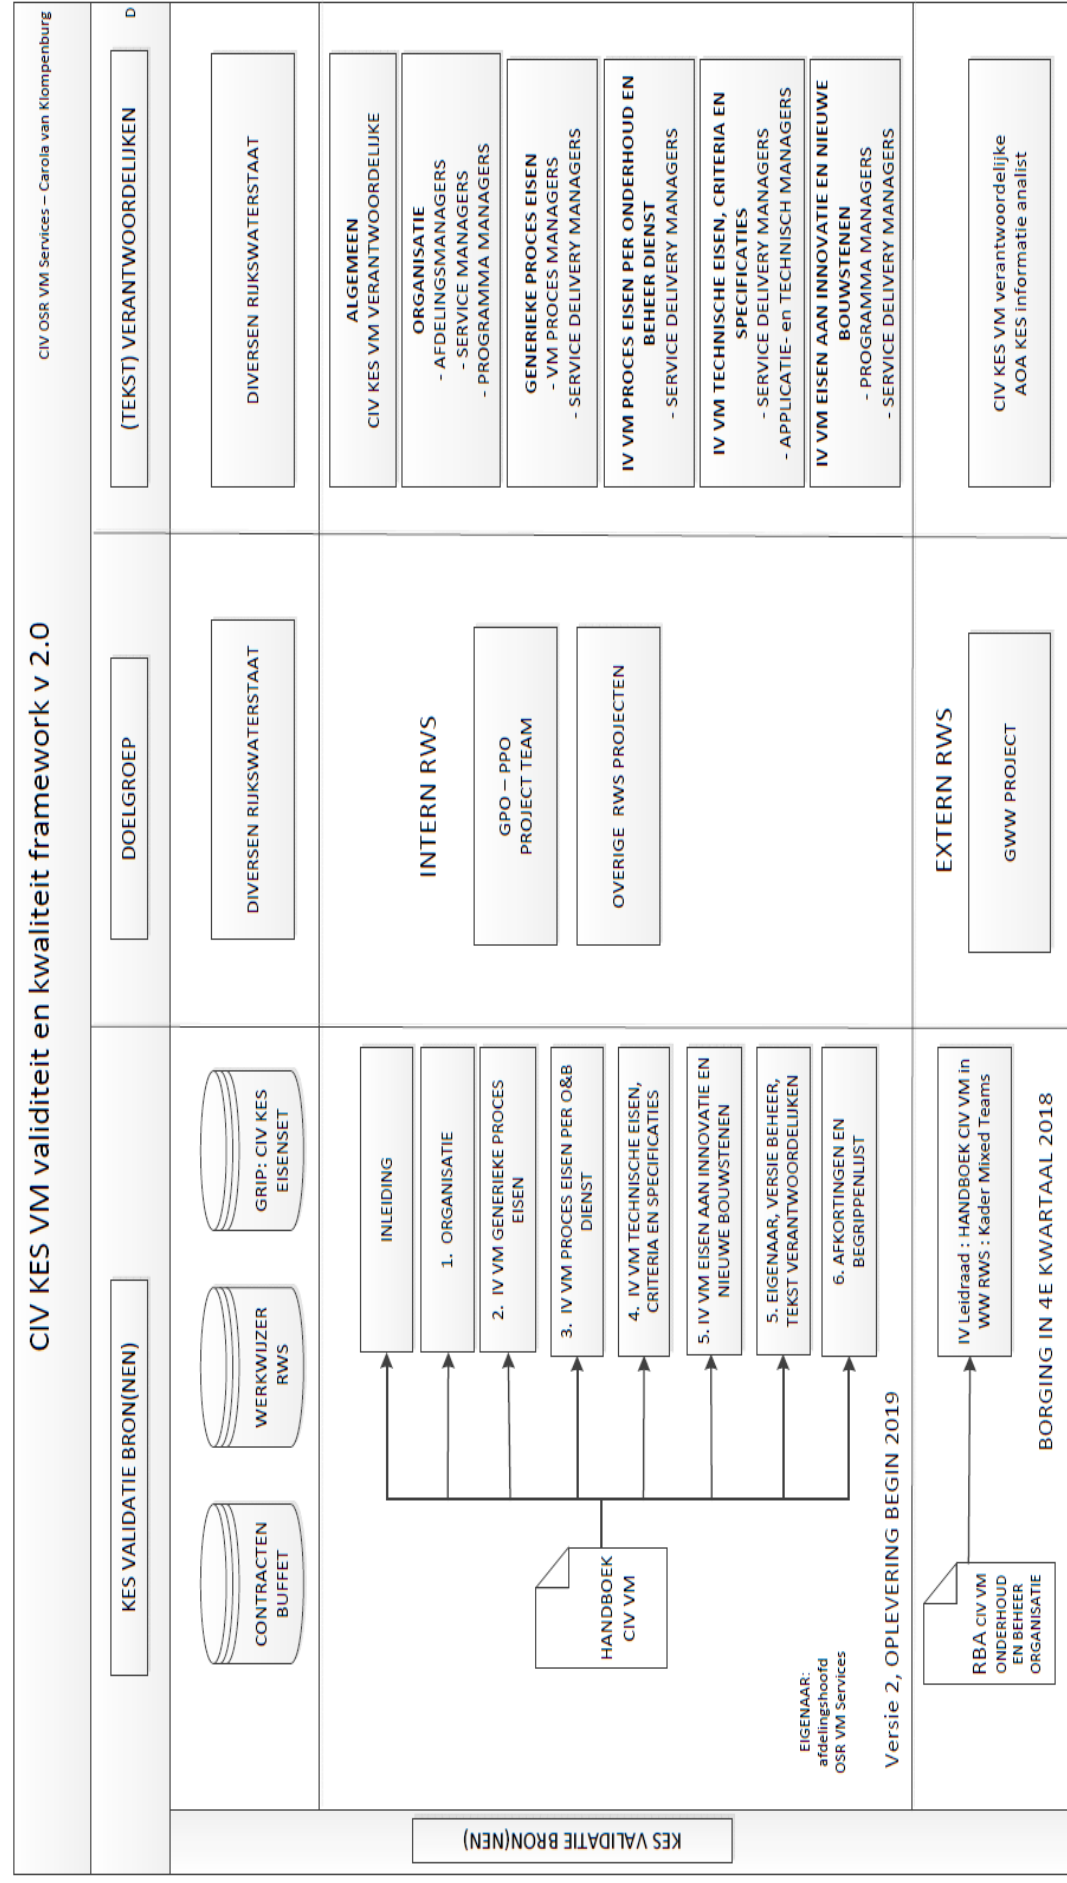 CIV KES VM validiteit en kwaliteit framework v 2.0
CIV OSR VM Services – Carola van Klompenburg
KES VALIDATIE BRON(NEN)
DOELGROEP
(TEKST) VERANTWOORDELIJKEN
D
CONTRACTEN
BUFFET
WERKWIJZER
RWS
GRIP: CIV KES
EISENSET
DIVERSEN RIJKSWATERSTAAT
DIVERSEN RIJKSWATERSTAAT
KES VALIDATIE BRON(NEN)
HANDBOEK
CIV VM
EIGENAAR:
afdelingshoofd
OSR VM Services
Versie 2, OPLEVERING BEGIN 2019
INLEIDING
1. ORGANISATIE
2. IV VM GENERIEKE PROCES
EISEN
3. IV VM PROCES EISEN PER O&B
DIENST
4. IV VM TECHNISCHE EISEN,
CRITERIA EN SPECIFICATIES
5. IV VM EISEN AAN INNOVATIE EN
NIEUWE BOUWSTENEN
5. EIGENAAR, VERSIE BEHEER,
TEKST VERANTWOORDELIJKEN
6. AFKORTINGEN EN
BEGRIPPENLIJST
INTERN RWS
GPO – PPO
PROJECT TEAM
OVERIGE RWS PROJECTEN
ALGEMEEN
CIV KES VM VERANTWOORDELIJKE
ORGANISATIE
- AFDELINGSMANAGERS
- SERVICE MANAGERS
- PROGRAMMA MANAGERS
GENERIEKE PROCES EISEN
- VM PROCES MANAGERS
- SERVICE DELIVERY MANAGERS
IV VM PROCES EISEN PER ONDERHOUD EN
BEHEER DIENST
- SERVICE DELIVERY MANAGERS
IV VM TECHNISCHE EISEN, CRITERIA EN
SPECIFICATIES
- SERVICE DELIVERY MANAGERS
- APPLICATIE- en TECHNISCH MANAGERS
IV VM EISEN AAN INNOVATIE EN NIEUWE
BOUWSTENEN
- PROGRAMMA MANAGERS
- SERVICE DELIVERY MANAGERS
RBA CIV VM
ONDERHOUD
EN BEHEER
ORGANISATIE
IV Leidraad : HANDBOEK CIV VM in
WW RWS : Kader Mixed Teams
BORGING IN 4E KWARTAAL 2018
EXTERN RWS
GWW PROJECT
CIV KES VM verantwoordelijke
AOA KES informatie analist